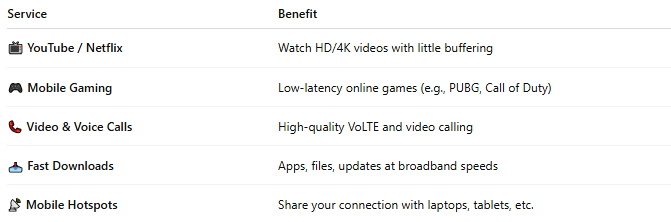 Service Benefit
YouTube / Netflix Watch HD/4K videos with little buffering
Mobile Gaming Low-latency online games (e.g., PUBG, Call of Duty)
Video & Voice Calls High-quality VoLTE and video calling
Fast Downloads Apps, files, updates at broadband speeds
Mobile Hotspots Share your connection with laptops, tablets, etc.